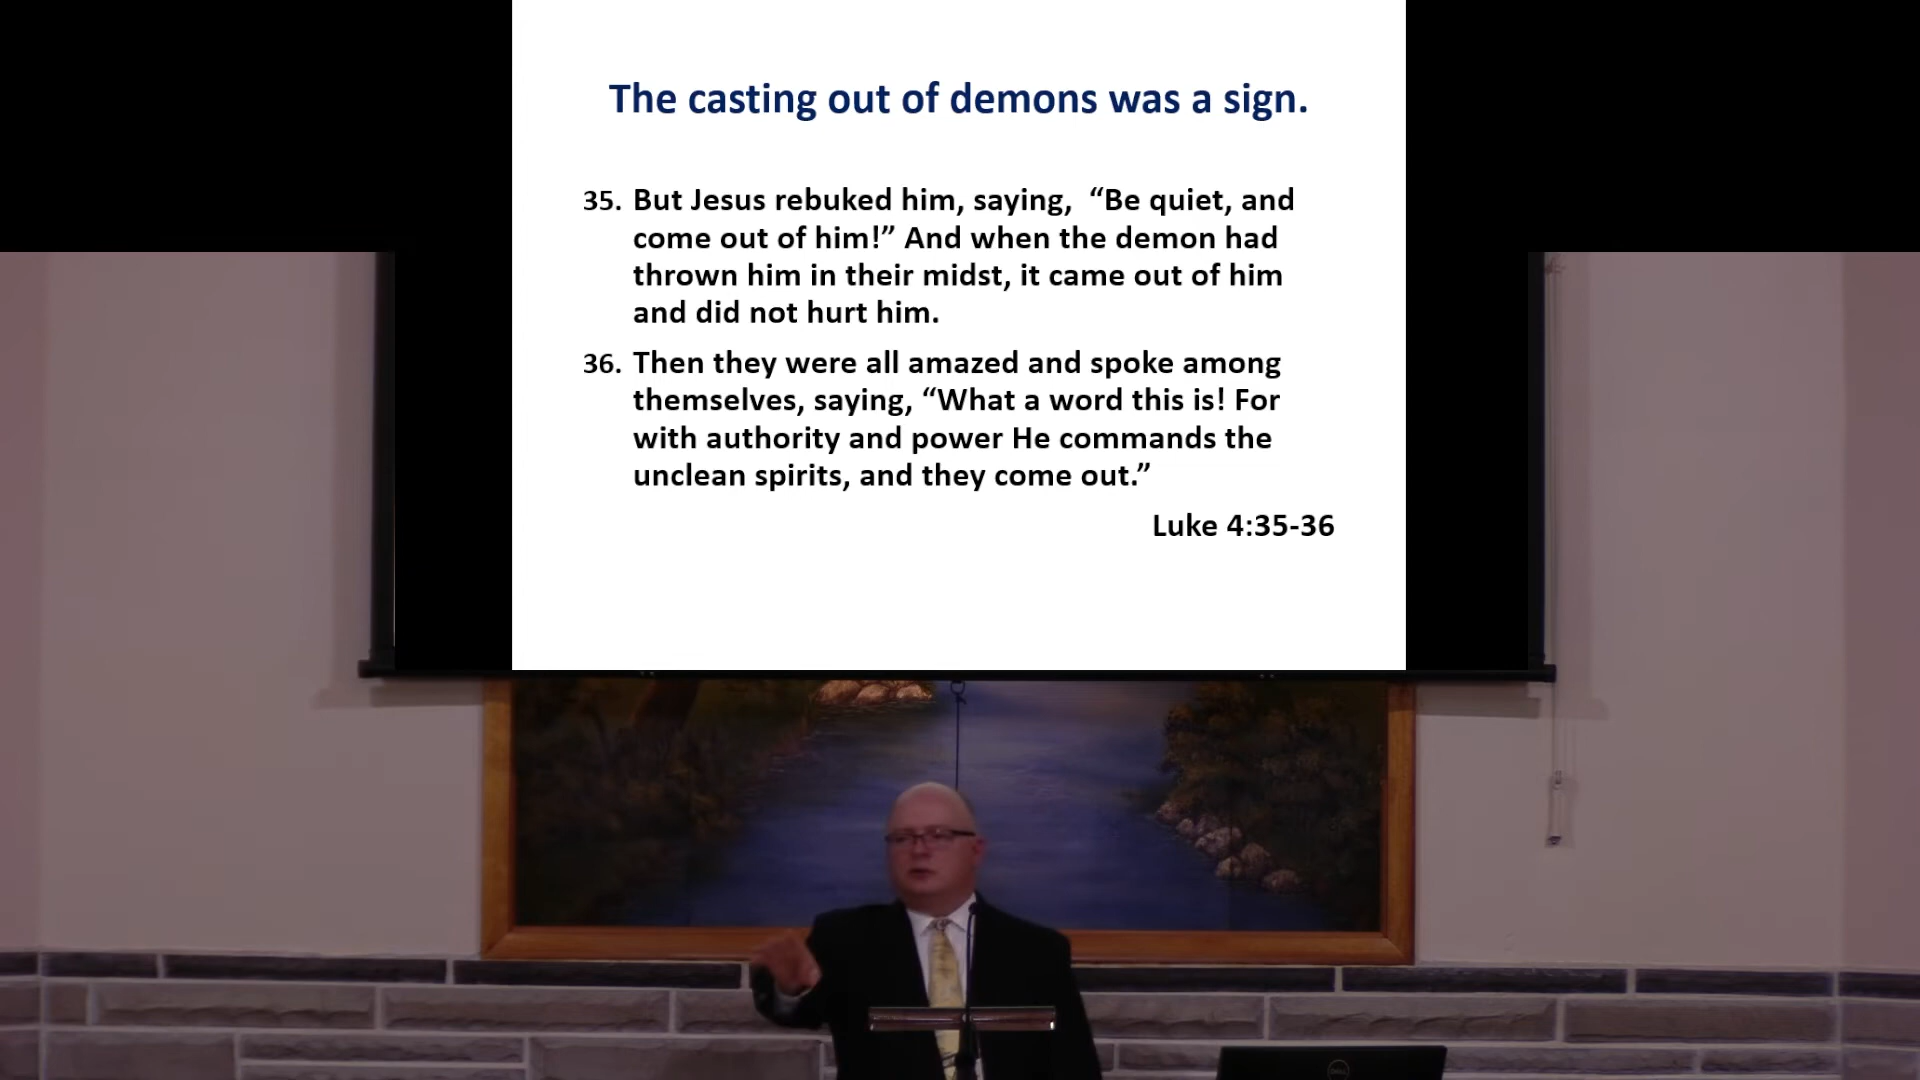 The casting out of demons was a sign.
35. But Jesus rebuked him, saying,  “Be quiet, and
come out of him!” And when the demon had
thrown him in their midst, it came out of him
and did not hurt him.
36. Then they were all amazed and spoke among
themselves, saying, “What a word this is! For
with authority and power He commands the
unclean spirits, and they come out.”
Luke 4:35-36
DELL